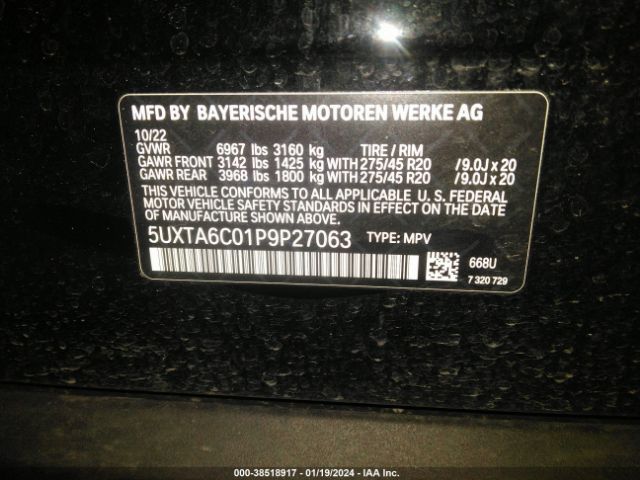 MFD BY BAYERISCHE MOTOREN WERKE AG
10/22
GVWR 6967 lbs 3160 kg TIRE / RIM
GAWR FRONT 3142 lbs 1425 kg WITH 275/45 R20 /9.0J x 20
GAWR REAR 3968 lbs 1800 kg WITH 275/45 R20 /9.0J x 20
THIS VEHICLE CONFORMS TO ALL APPLICABLE U. S. FEDERAL
MOTOR VEHICLE SAFETY STANDARDS IN EFFECT ON THE DATE
OF MANUFACTURE SHOWN ABOVE.
5UXTA6C01P9P27063 TYPE: MPV
668U
7 320 729
000-38518917 - 01/19/2024 - IAA Inc.